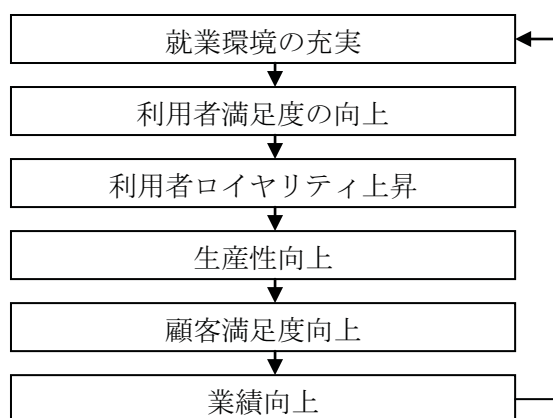 就業環境の充実
利用者満足度の向上
利用者ロイヤリティ上昇
生産性向上
顧客満足度向上
業績向上